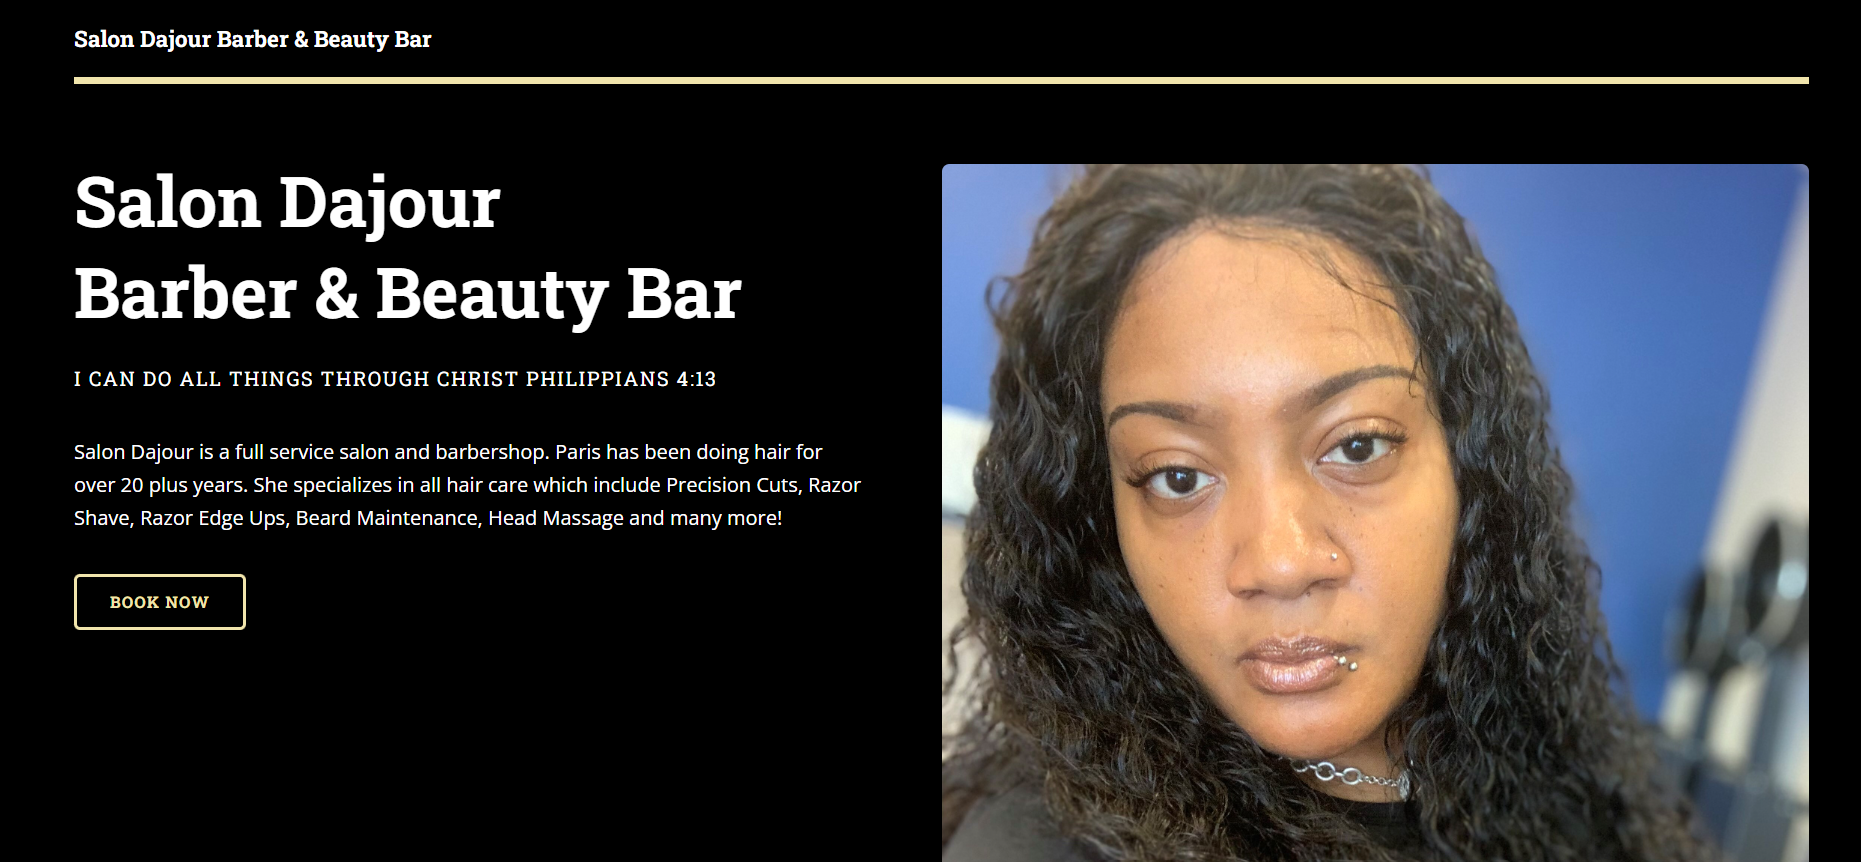 Salon Dajour Barber & Beauty Bar
Salon Dajour
Barber & Beauty Bar
I CAN DO ALL THINGS THROUGH CHRIST PHILIPPIANS 4:13
Salon Dajour is a full service salon and barbershop. Paris has been doing hair for
over 20 plus years. She specializes in all hair care which include Precision Cuts, Razor
Shave, Razor Edge Ups, Beard Maintenance, Head Massage and many more!
BOOK NOW